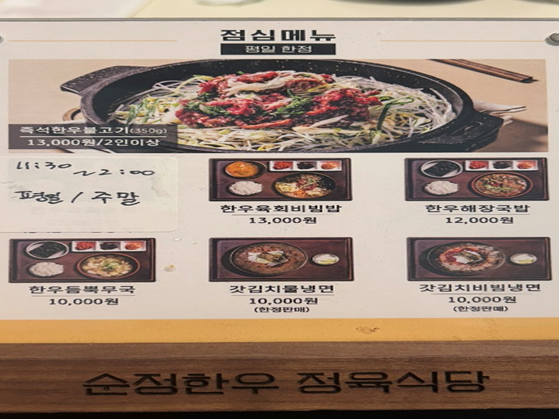 점심메뉴
평일 한정
즉석한우불고기(350g)
13,000원/2인이상
11:30
~22:00
평일 / 주말
한우육회비빔밥
13,000원
한우해장국밥
12,000원
한우듬뿍무국
10,000원
갓김치물냉면
10,000원
(한정판매)
갓김치비빔냉면
10,000원
(한정판매)
순정한우 정육식당